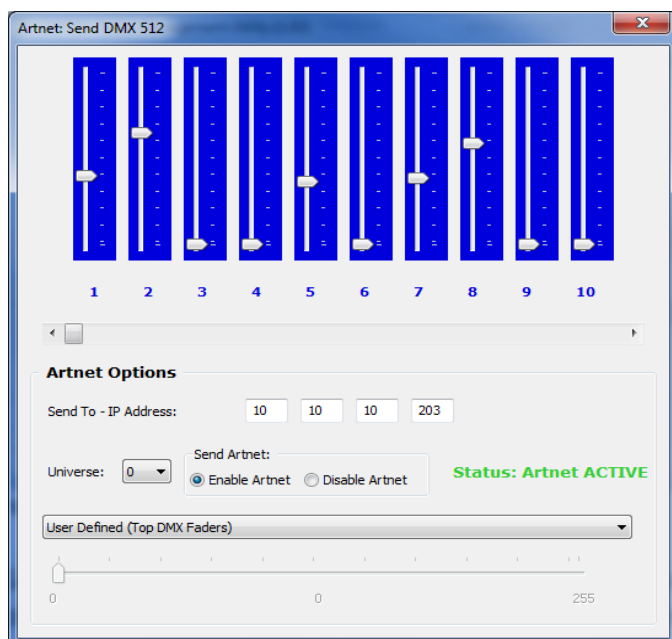 Artnet: Send DMX 512
1 2 3 4 5 6 7 8 9 10
Artnet Options
Send To - IP Address: 10 10 10 203
Send Artnet:
Universe: 0 Enable Artnet Disable Artnet Status: Artnet ACTIVE
User Defined (Top DMX Faders)
0 0 255